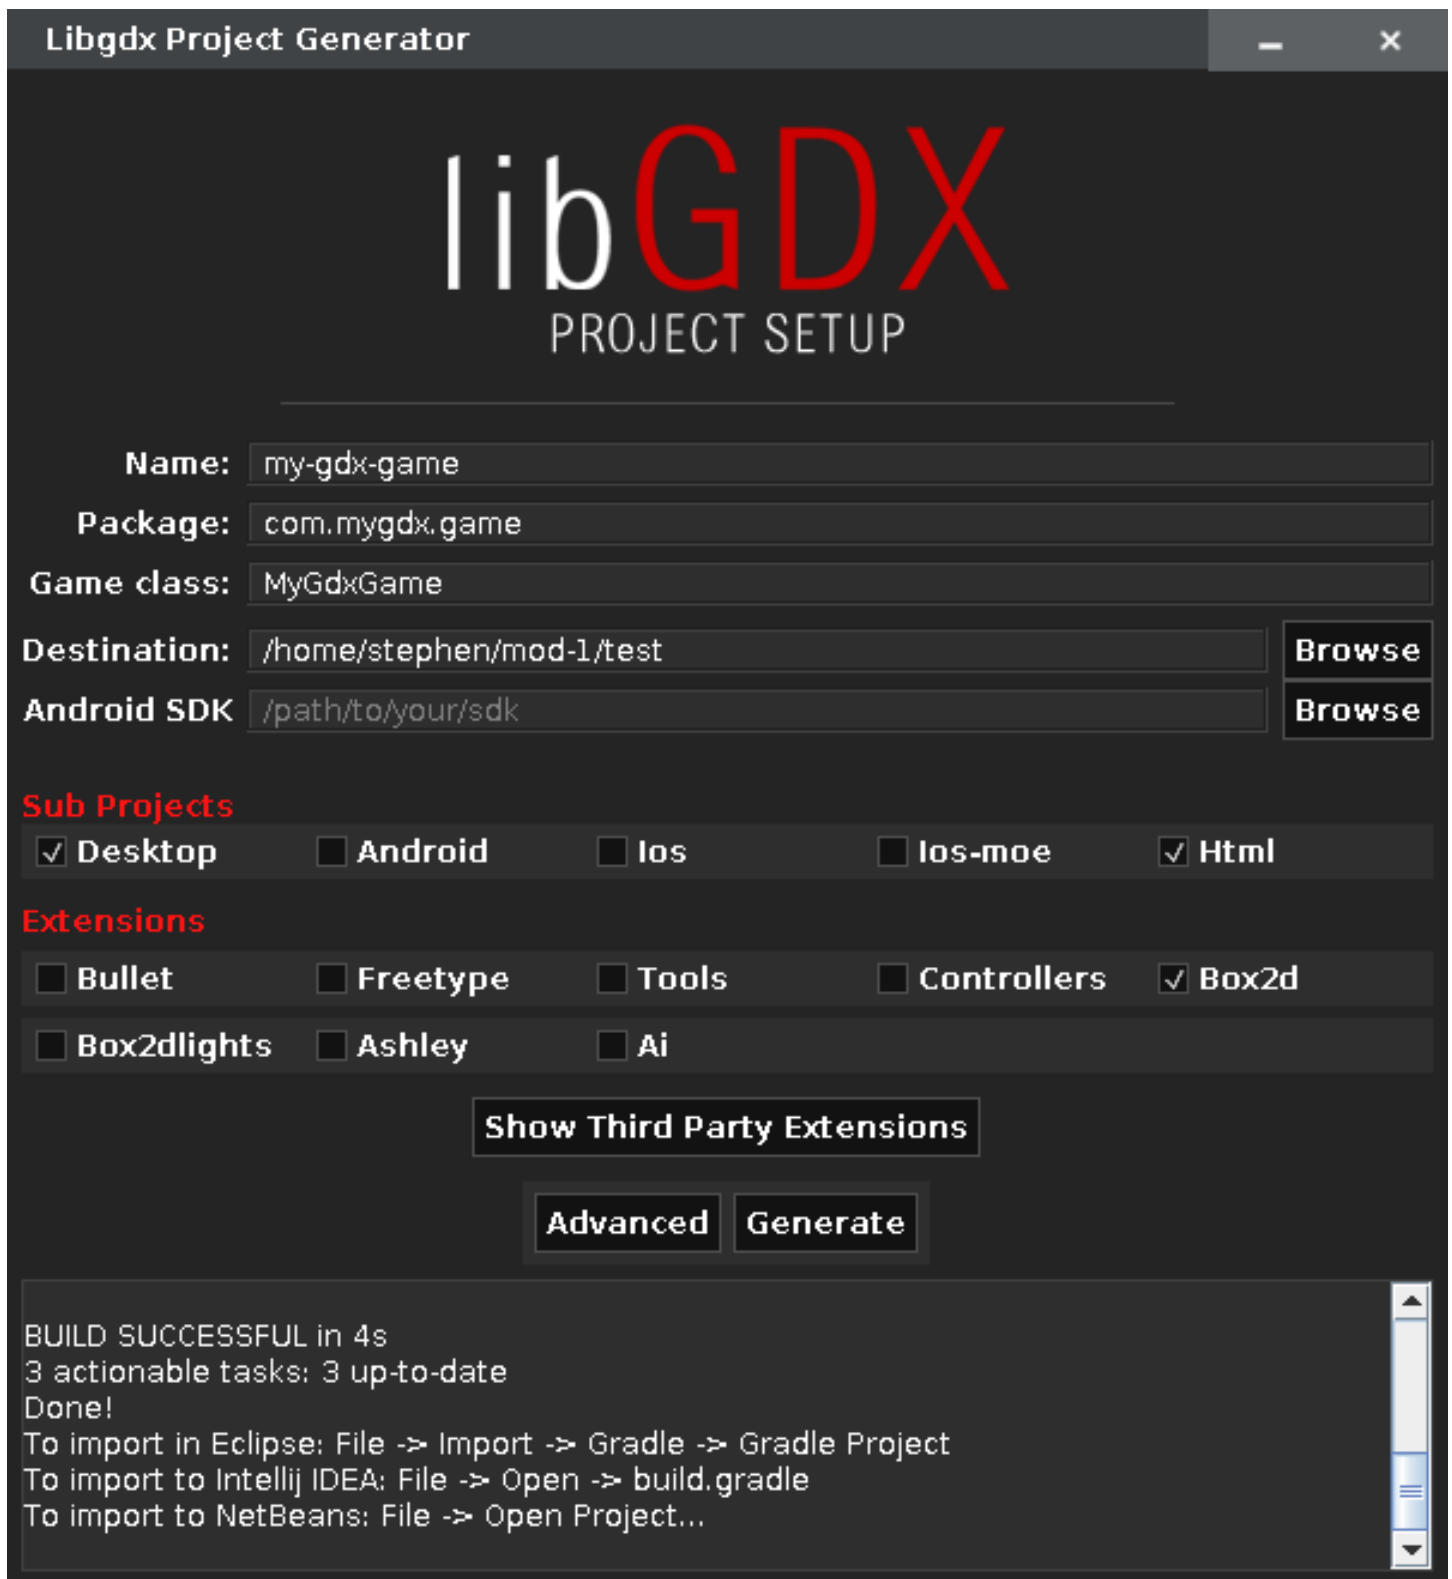 Libgdx Project Generator
libGDX
PROJECT SETUP
Name: my-gdx-game
Package: com.mygdx.game
Game class: MyGdxGame
Destination: /home/stephen/mod-1/test Browse
Android SDK /path/to/your/sdk Browse
Sub Projects
Desktop Android Ios Ios-moe Html
Extensions
Bullet Freetype Tools Controllers Box2d
Box2dlights Ashley Ai
Show Third Party Extensions
Advanced Generate
BUILD SUCCESSFUL in 4s
3 actionable tasks: 3 up-to-date
Done!
To import in Eclipse: File -> Import -> Gradle -> Gradle Project
To import to Intellij IDEA: File -> Open -> build.gradle
To import to NetBeans: File -> Open Project...